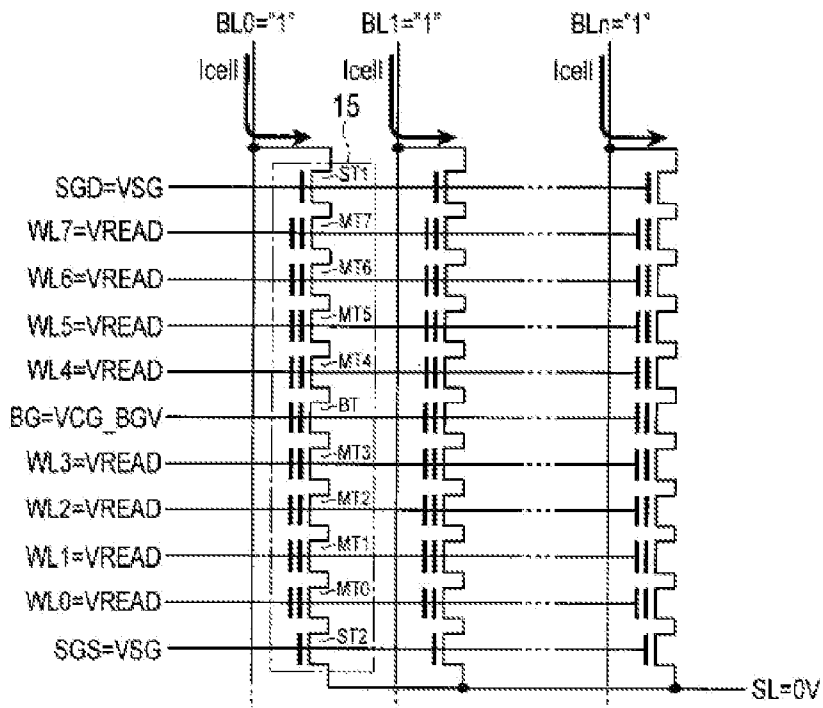 BL0="1" BL1="1" BLn="1"
Icell Icell Icell
15
SGD=VSG ST1
WL7=VREAD MT7
WL6=VREAD MT6
WL5=VREAD MT5
WL4=VREAD MT4
BG=VCG_BGV BT
WL3=VREAD MT3
WL2=VREAD MT2
WL1=VREAD MT1
WL0=VREAD MT0
SGS=VSG ST2
SL=0V